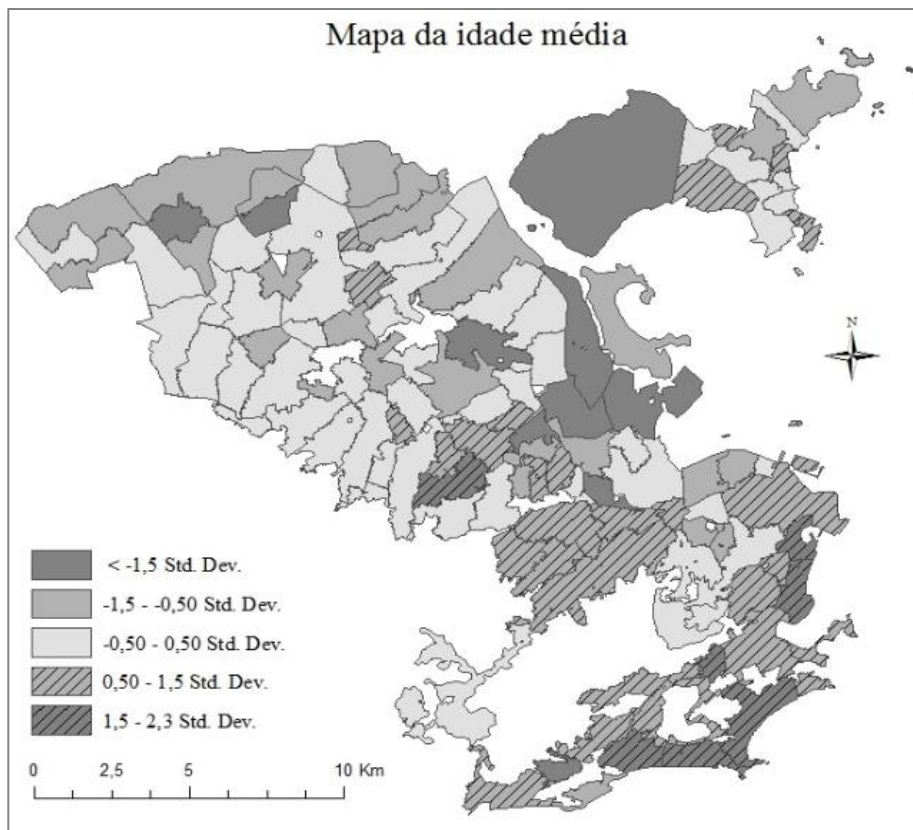 Mapa da idade média
N
< -1,5 Std. Dev.
-1,5 - -0,50 Std. Dev.
-0,50 - 0,50 Std. Dev.
0,50 - 1,5 Std. Dev.
1,5 - 2,3 Std. Dev.
0 2,5 5 10 Km